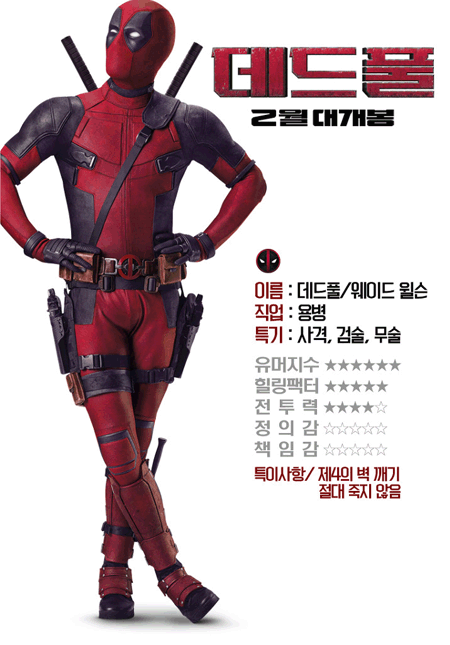 데드풀
2월 대개봉
이름 : 데드풀/웨이드 윌슨
직업 : 용병
특기 : 사격, 검술, 무술
유머지수 ★★★★★★
힐링팩터 ★★★★★
전 투 력 ★★★★☆
정 의 감 ☆☆☆☆☆
책 임 감 ☆☆☆☆☆
특이사항/ 제4의 벽 깨기
절대 죽지 않음